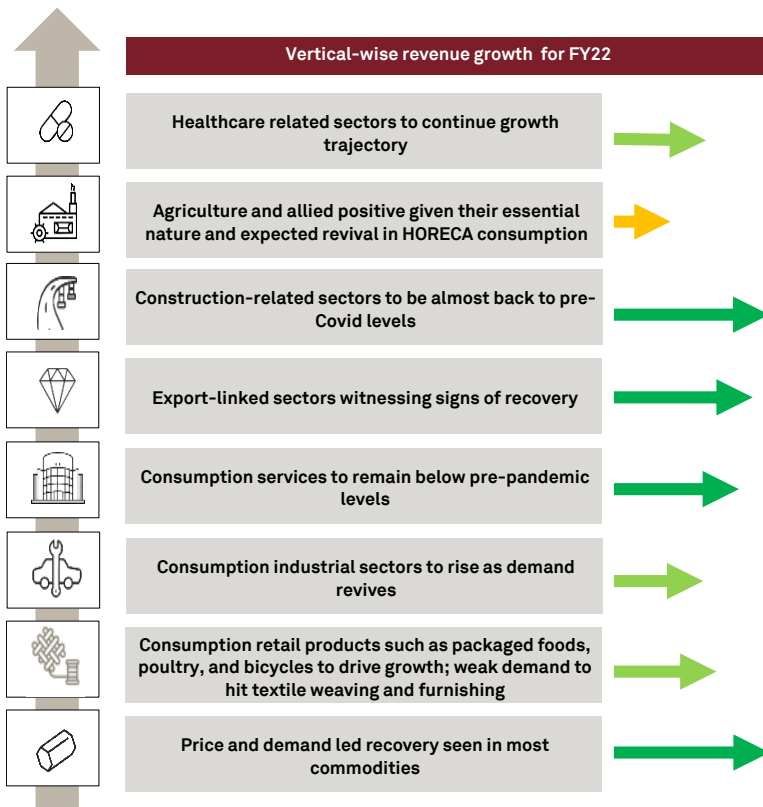 Vertical-wise revenue growth for FY22
Healthcare related sectors to continue growth
trajectory
Agriculture and allied positive given their essential
nature and expected revival in HORECA consumption
Construction-related sectors to be almost back to pre-
Covid levels
Export-linked sectors witnessing signs of recovery
Consumption services to remain below pre-pandemic
levels
Consumption industrial sectors to rise as demand
revives
Consumption retail products such as packaged foods,
poultry, and bicycles to drive growth; weak demand to
hit textile weaving and furnishing
Price and demand led recovery seen in most
commodities